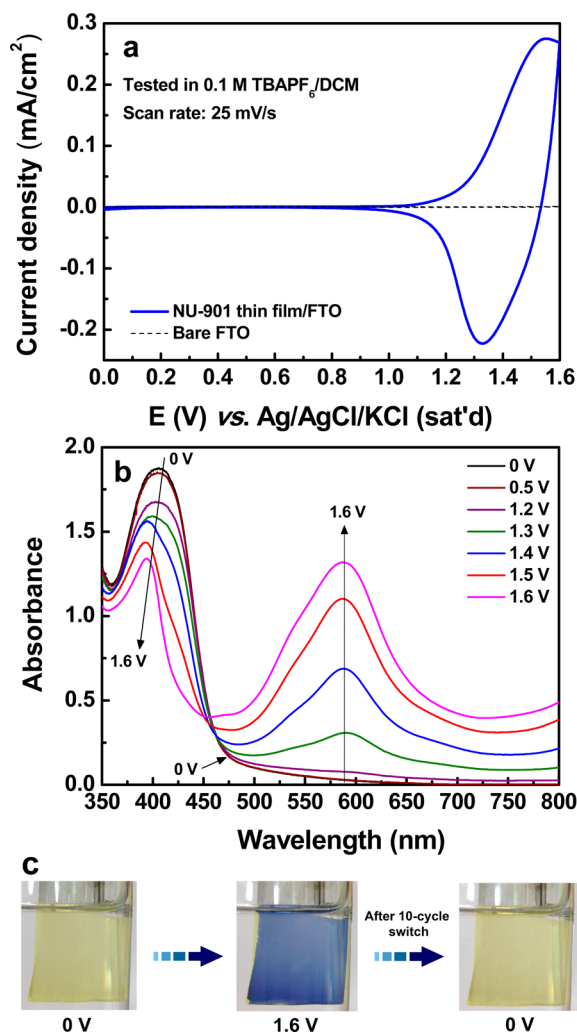 a
Tested in 0.1 M TBAPF₆/DCM
Scan rate: 25 mV/s
Current density (mA/cm²)
0.3
0.2
0.1
0.0
-0.1
-0.2
NU-901 thin film/FTO
Bare FTO
0.0 0.2 0.4 0.6 0.8 1.0 1.2 1.4 1.6
E (V) vs. Ag/AgCl/KCl (sat'd)
b
Absorbance
2.0
1.5
1.0
0.5
0.0
0 V
1.6 V
1.6 V
0 V
0 V
0.5 V
1.2 V
1.3 V
1.4 V
1.5 V
1.6 V
350 400 450 500 550 600 650 700 750 800
Wavelength (nm)
c
After 10-cycle
switch
0 V 1.6 V 0 V